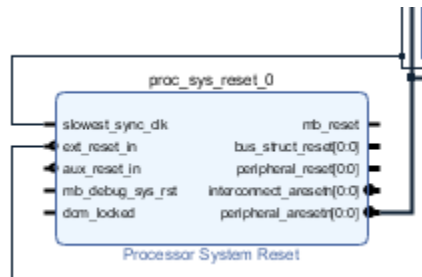 proc_sys_reset_0
slowest_sync_clk
mb_reset
ext_reset_in
bus_struct_reset[0:0]
aux_reset_in
peripheral_reset[0:0]
mb_debug_sys_rst
interconnect_aresetn[0:0]
dcm_locked
peripheral_aresetn[0:0]
Processor System Reset